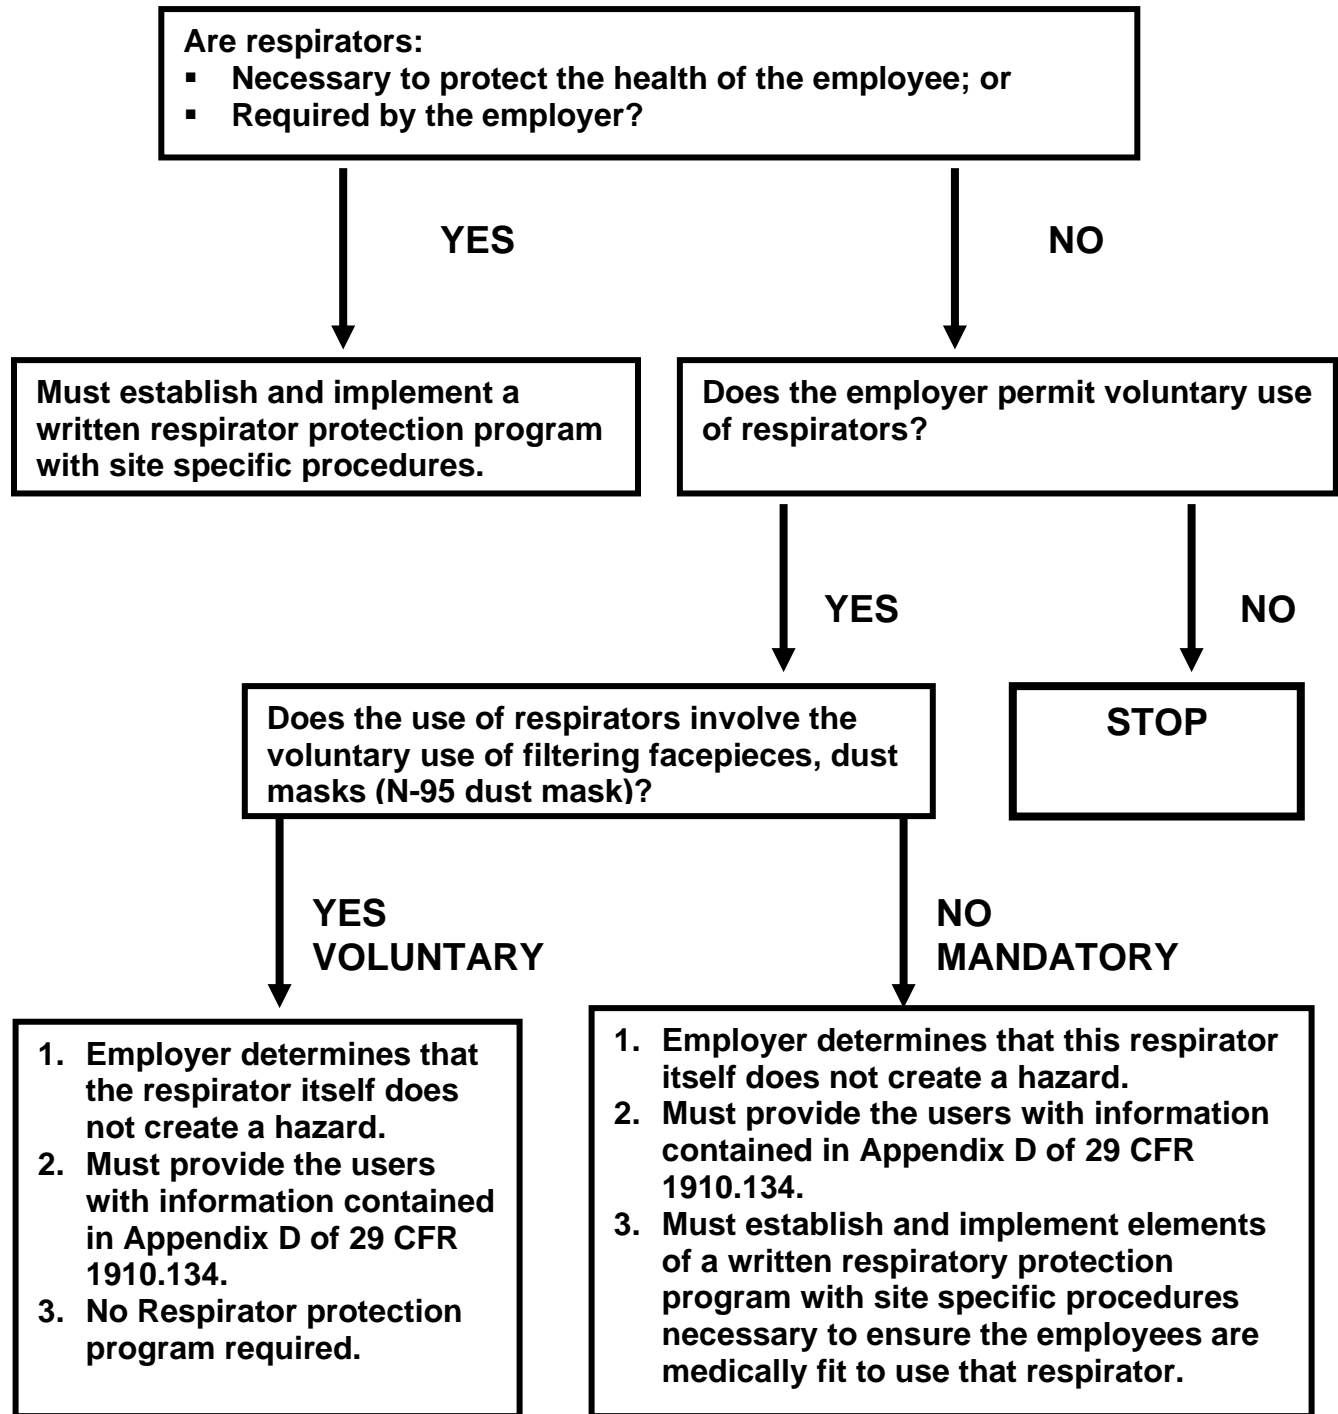 Are respirators:
▪ Necessary to protect the health of the employee; or
▪ Required by the employer?
YES
NO
Must establish and implement a
written respirator protection program
with site specific procedures.
Does the employer permit voluntary use
of respirators?
YES
NO
Does the use of respirators involve the
voluntary use of filtering facepieces, dust
masks (N-95 dust mask)?
STOP
YES
VOLUNTARY
NO
MANDATORY
1. Employer determines that
the respirator itself does
not create a hazard.
2. Must provide the users
with information contained
in Appendix D of 29 CFR
1910.134.
3. No Respirator protection
program required.
1. Employer determines that this respirator
itself does not create a hazard.
2. Must provide the users with information
contained in Appendix D of 29 CFR
1910.134.
3. Must establish and implement elements
of a written respiratory protection
program with site specific procedures
necessary to ensure the employees are
medically fit to use that respirator.